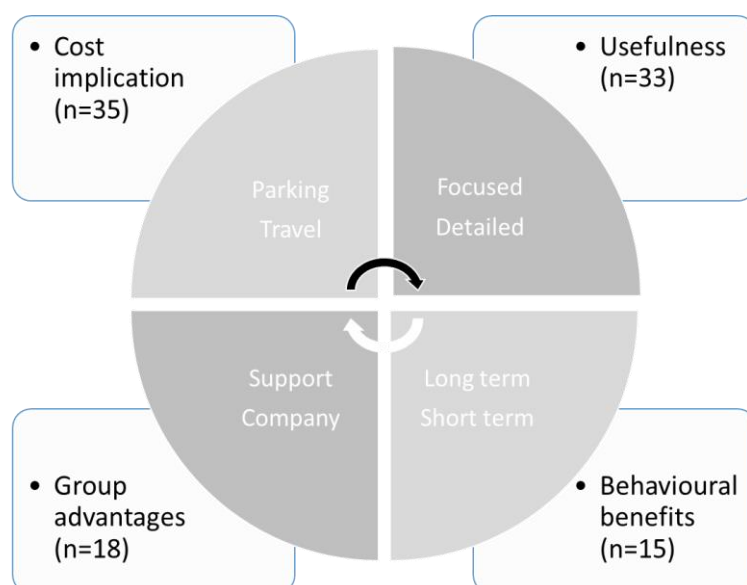 • Cost
implication
(n=35)
• Usefulness
(n=33)
Parking
Travel
Focused
Detailed
Support
Company
Long term
Short term
• Group
advantages
(n=18)
• Behavioural
benefits
(n=15)